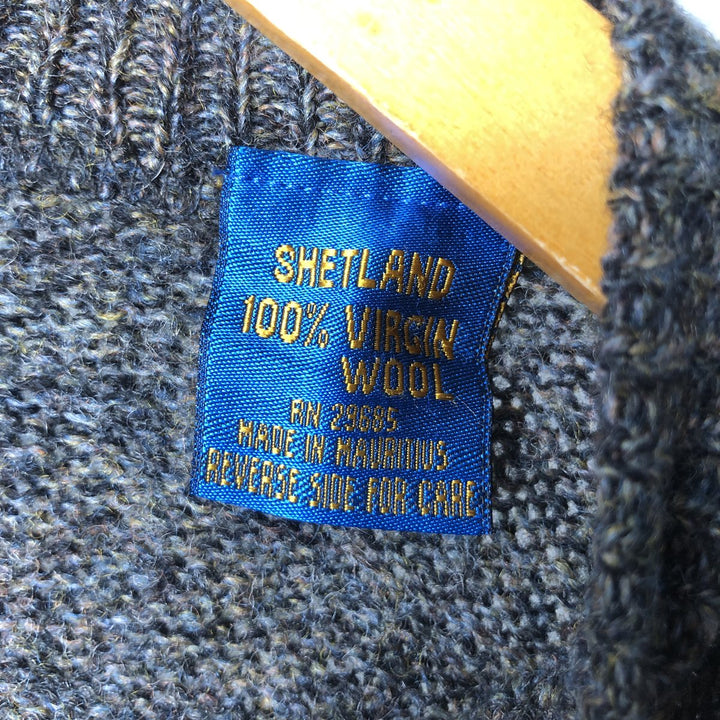 SHETLAND
100% VIRGIN
WOOL
RN 29685
MADE IN MAURITIUS
REVERSE SIDE FOR CARE